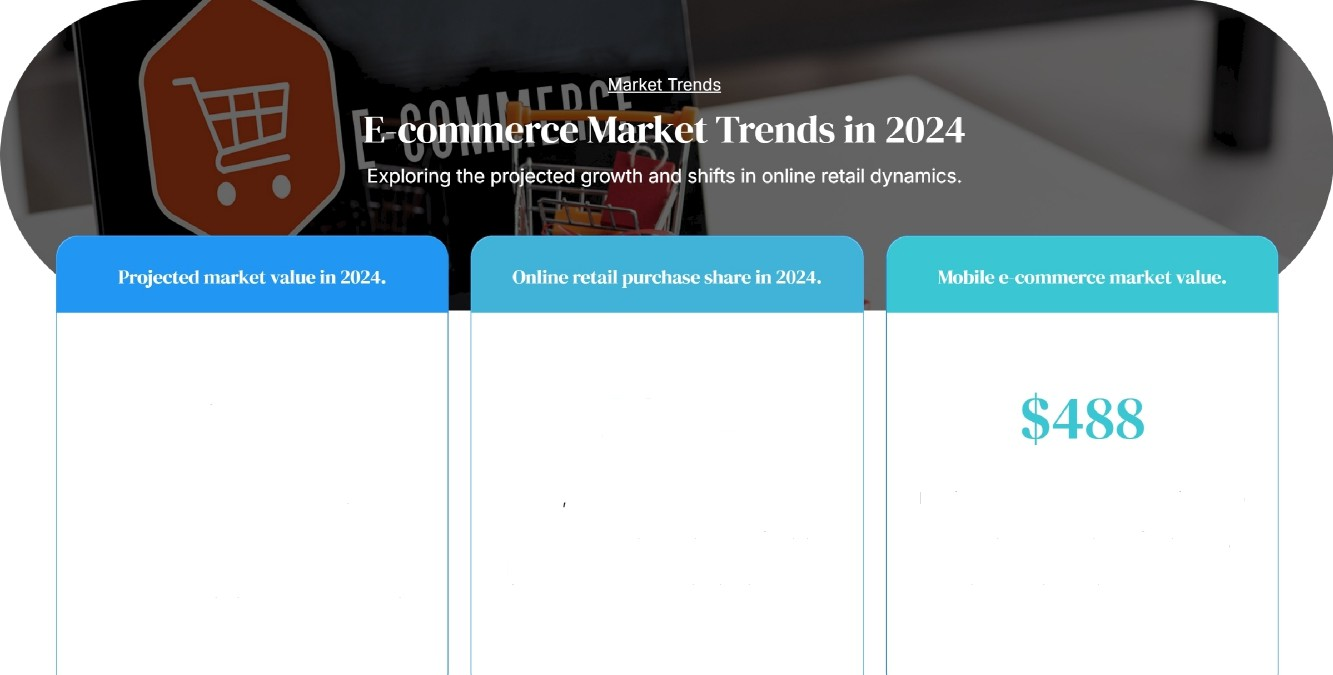 Market Trends
E-COMMERCE
E-commerce Market Trends in 2024
Exploring the projected growth and shifts in online retail dynamics.
Projected market value in 2024.
Online retail purchase share in 2024.
Mobile e-commerce market value.
$488